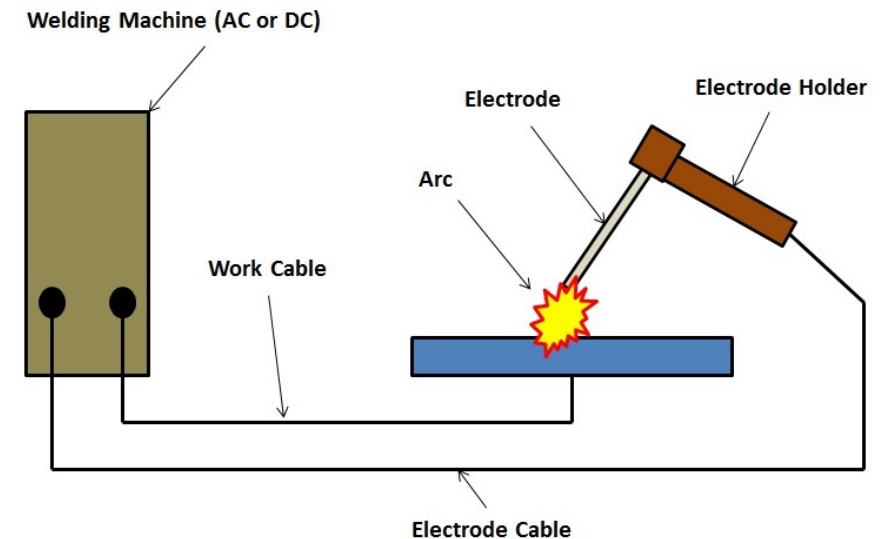 Welding Machine (AC or DC)
Electrode Holder
Electrode
Arc
Work Cable
Electrode Cable